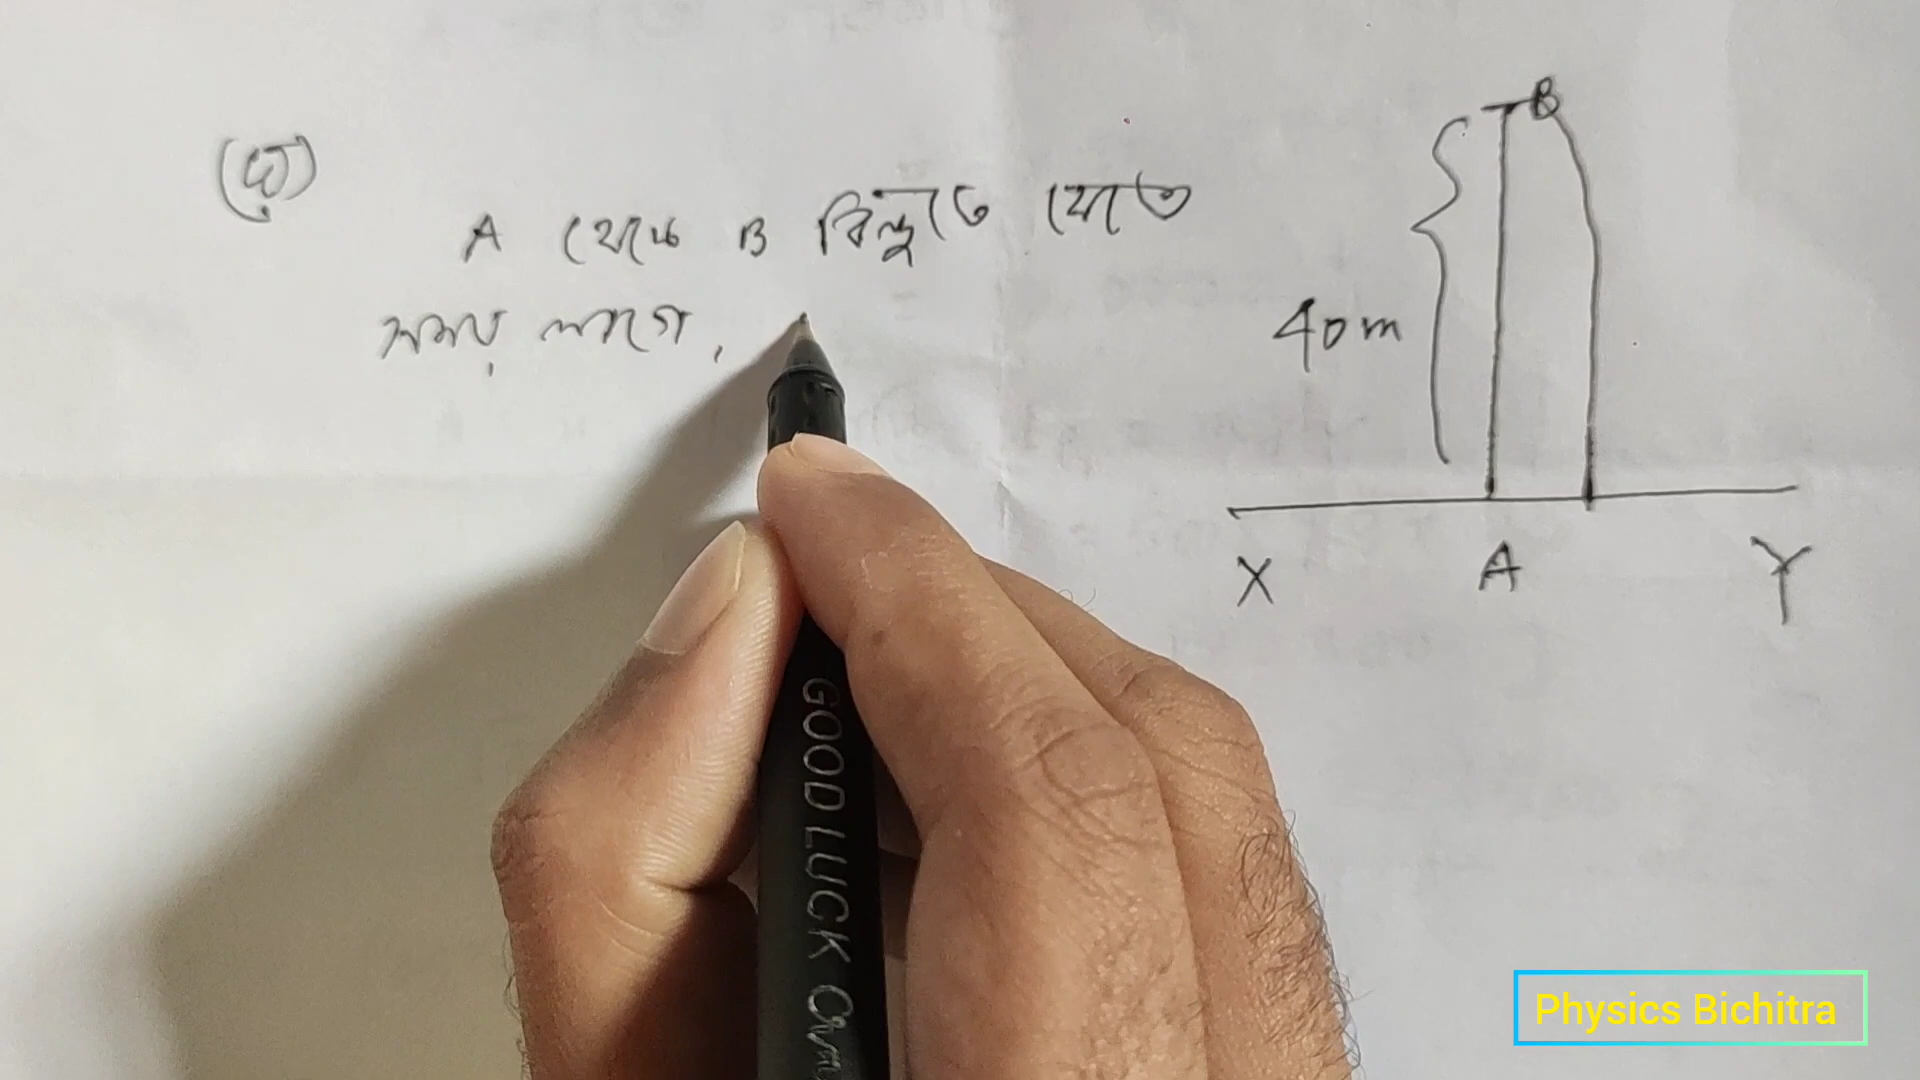 (ঘ)
A থেকে B বিন্দুতে যেতে
সময় লাগে,
B
40m
X A Y
GOOD LUCK
Physics Bichitra